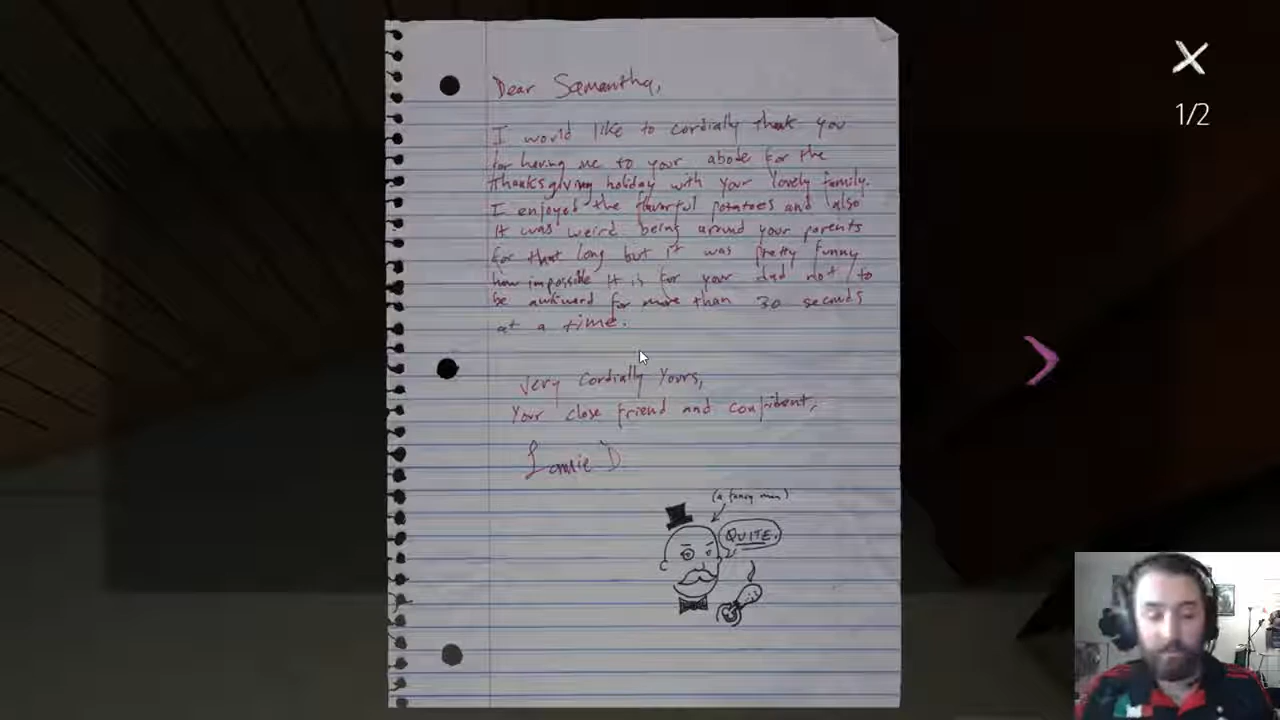 1/2
Dear Samantha,
I would like to cordially thank you
for having me to your abode for the
thanksgiving holiday with your lovely family.
I enjoyed the flavorful potatoes and also
It was weird being around your parents
for that long but it was pretty funny
how impossible it is for your dad not to
be awkward for more than 30 seconds
at a time.
Very Cordially Yours,
Your close friend and confident,
Lonnie D
(a fancy man)
QUITE.